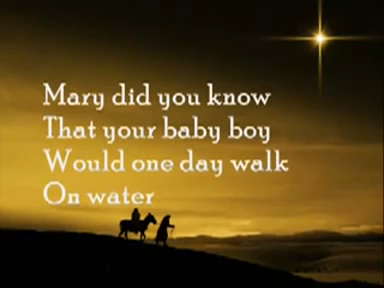 Mary did you know
That your baby boy
Would one day walk
On water